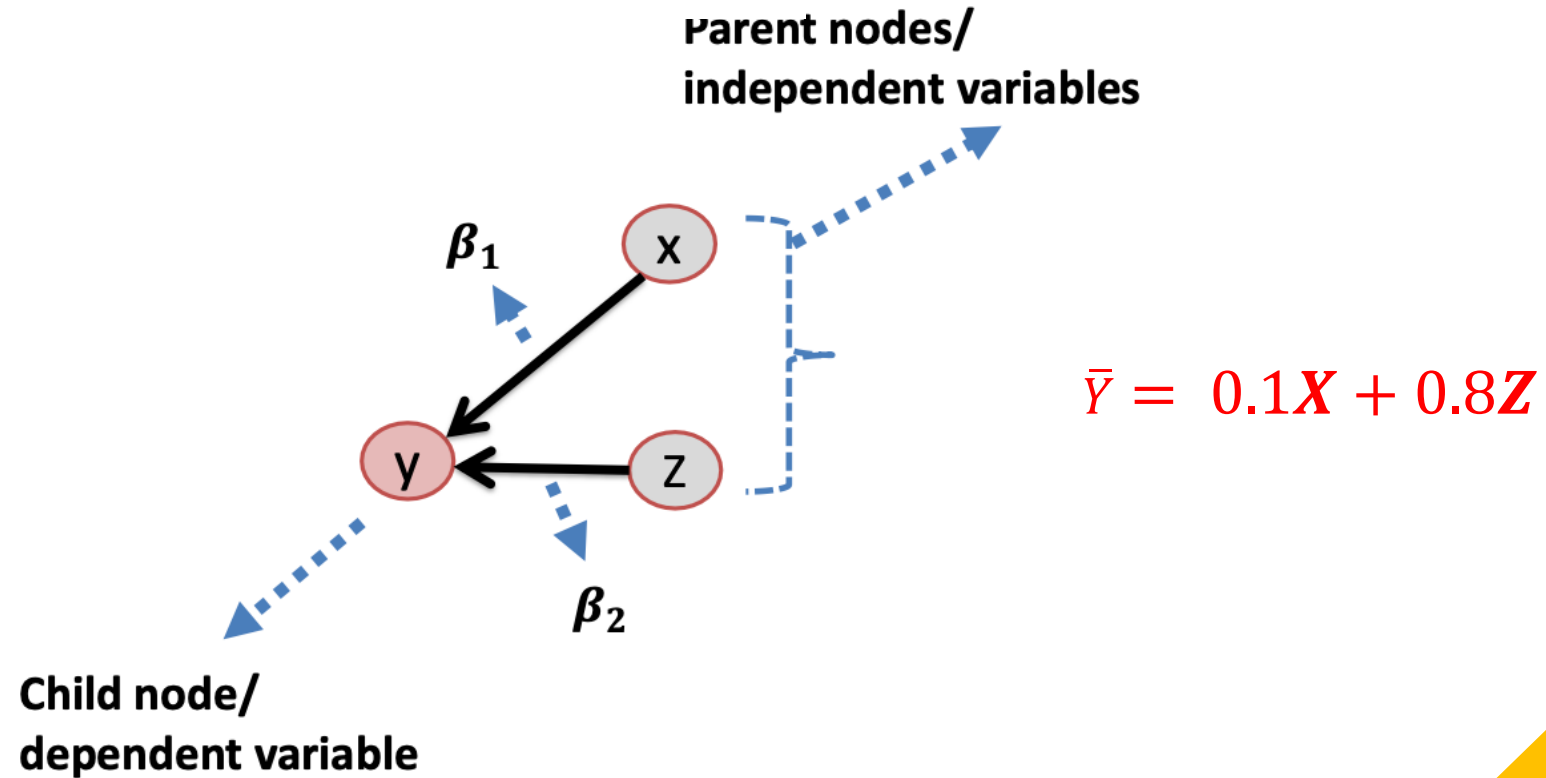 Parent nodes/
independent variables
β₁
x
Ȳ = 0.1X + 0.8Z
y
z
β₂
Child node/
dependent variable